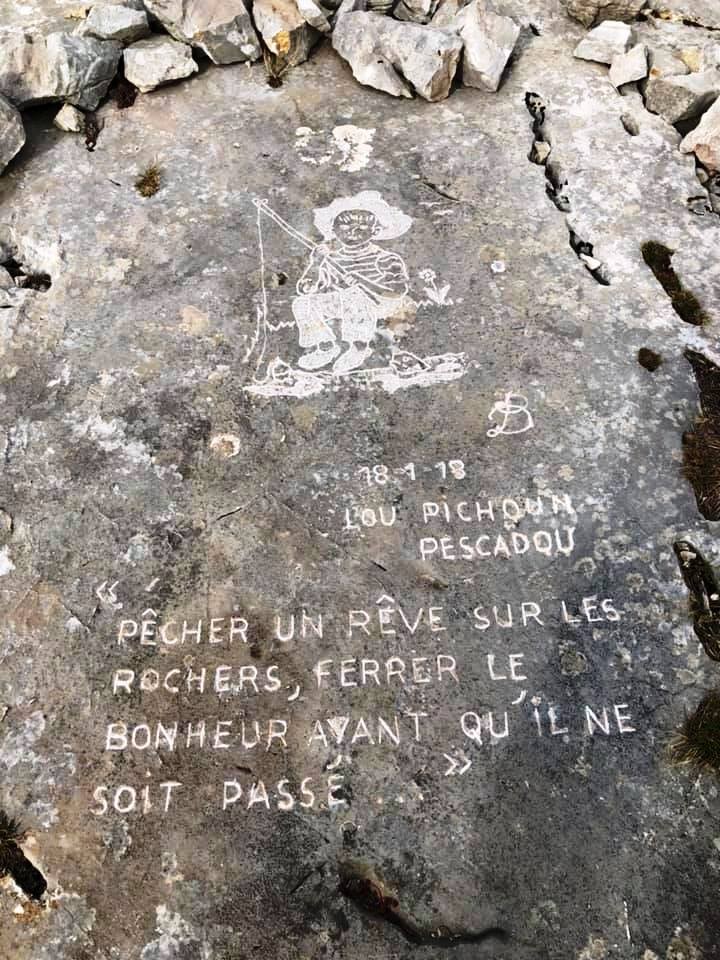 18-1-18
LOU PICHOUN
PESCADOU
« PÊCHER UN RÊVE SUR LES
ROCHERS, FERRER LE
BONHEUR AVANT QU'IL NE
SOIT PASSÉ... »